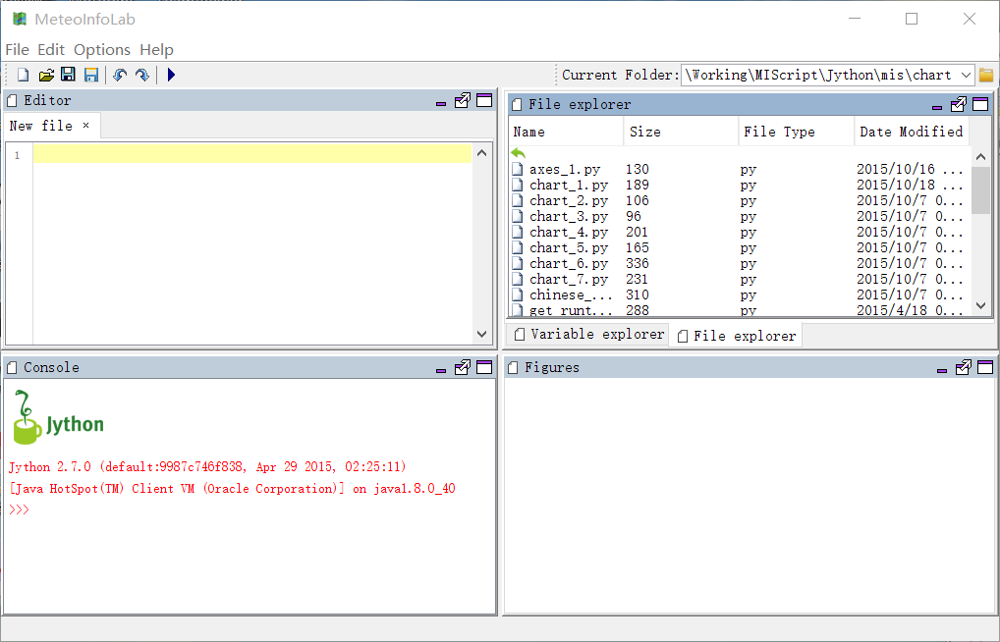 MeteoInfoLab
File Edit Options Help
Current Folder: \Working\MIScript\Jython\mis\chart
Editor
New file ×
1
File explorer
Name Size File Type Date Modified
axes_1.py 130 py 2015/10/16 ...
chart_1.py 189 py 2015/10/18 ...
chart_2.py 106 py 2015/10/7 0...
chart_3.py 96 py 2015/10/7 0...
chart_4.py 201 py 2015/10/7 0...
chart_5.py 165 py 2015/10/7 0...
chart_6.py 336 py 2015/10/7 0...
chart_7.py 231 py 2015/10/7 0...
chinese_... 310 py 2015/10/7 0...
get_runt... 288 py 2015/4/18 0...
Variable explorer File explorer
Console
Jython
Jython 2.7.0 (default:9987c746f838, Apr 29 2015, 02:25:11)
[Java HotSpot(TM) Client VM (Oracle Corporation)] on java1.8.0_40
>>>
Figures